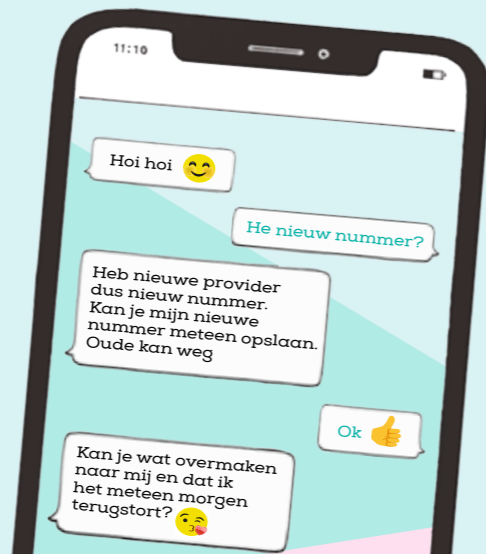 11:10
Hoi hoi 😊
He nieuw nummer?
Heb nieuwe provider
dus nieuw nummer.
Kan je mijn nieuwe
nummer meteen opslaan.
Oude kan weg
Ok 👍
Kan je wat overmaken
naar mij en dat ik
het meteen morgen
terugstort? 😘